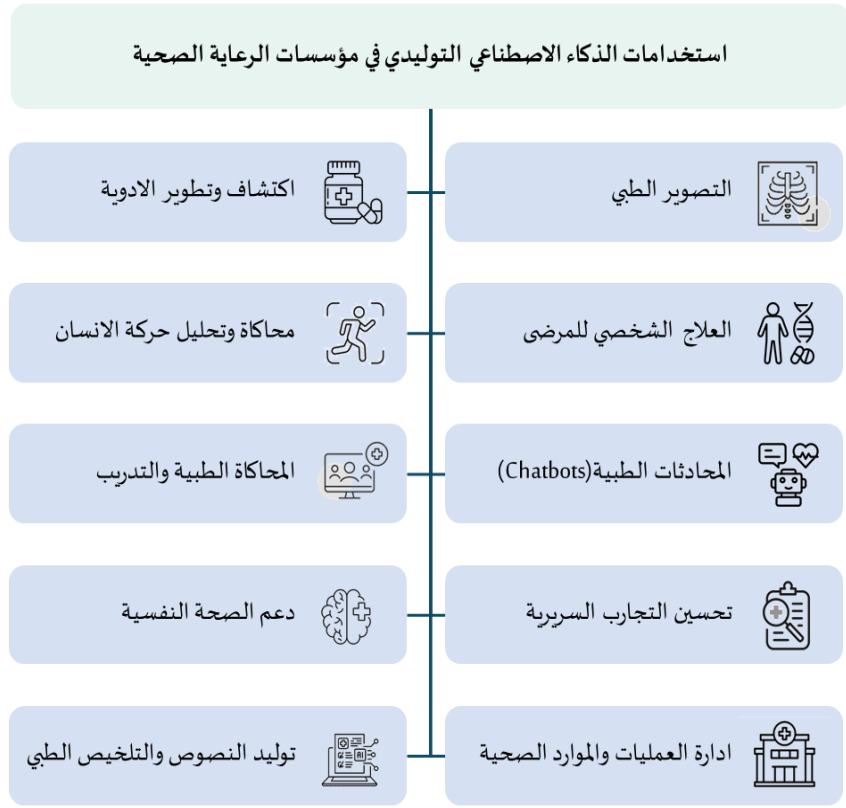 استخدامات الذكاء الاصطناعي التوليدي في مؤسسات الرعاية الصحية
التصوير الطبي
اكتشاف وتطوير الادوية
العلاج الشخصي للمرضى
محاكاة وتحليل حركة الانسان
المحادثات الطبية(Chatbots)
المحاكاة الطبية والتدريب
تحسين التجارب السريرية
دعم الصحة النفسية
ادارة العمليات والموارد الصحية
توليد النصوص والتلخيص الطبي
AI